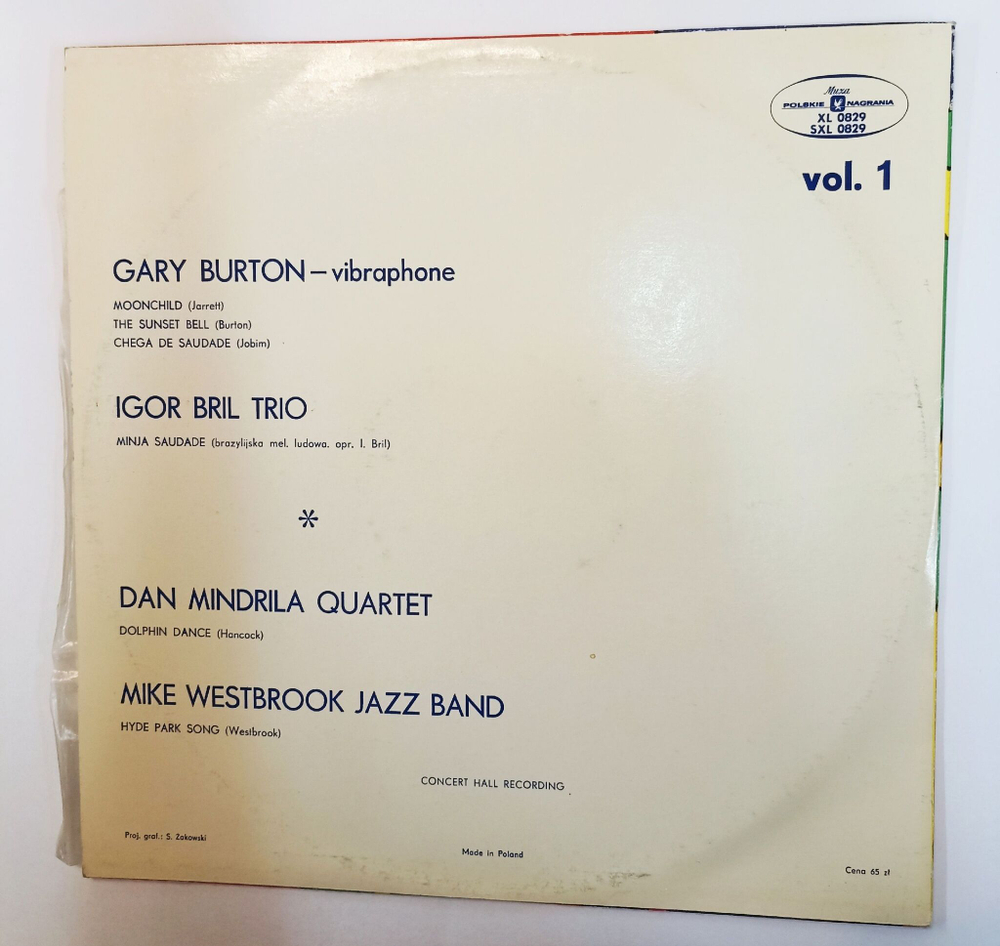 Muza
POLSKIE NAGRANIA
XL 0829
SXL 0829
vol. 1
GARY BURTON – vibraphone
MOONCHILD (Jarrett)
THE SUNSET BELL (Burton)
CHEGA DE SAUDADE (Jobim)
IGOR BRIL TRIO
MINJA SAUDADE (brazylijska mel. ludowa. opr. I. Bril)
*
DAN MINDRILA QUARTET
DOLPHIN DANCE (Hancock)
MIKE WESTBROOK JAZZ BAND
HYDE PARK SONG (Westbrook)
CONCERT HALL RECORDING
Proj. graf.: S. Zakowski
Made in Poland
Cena 65 zł